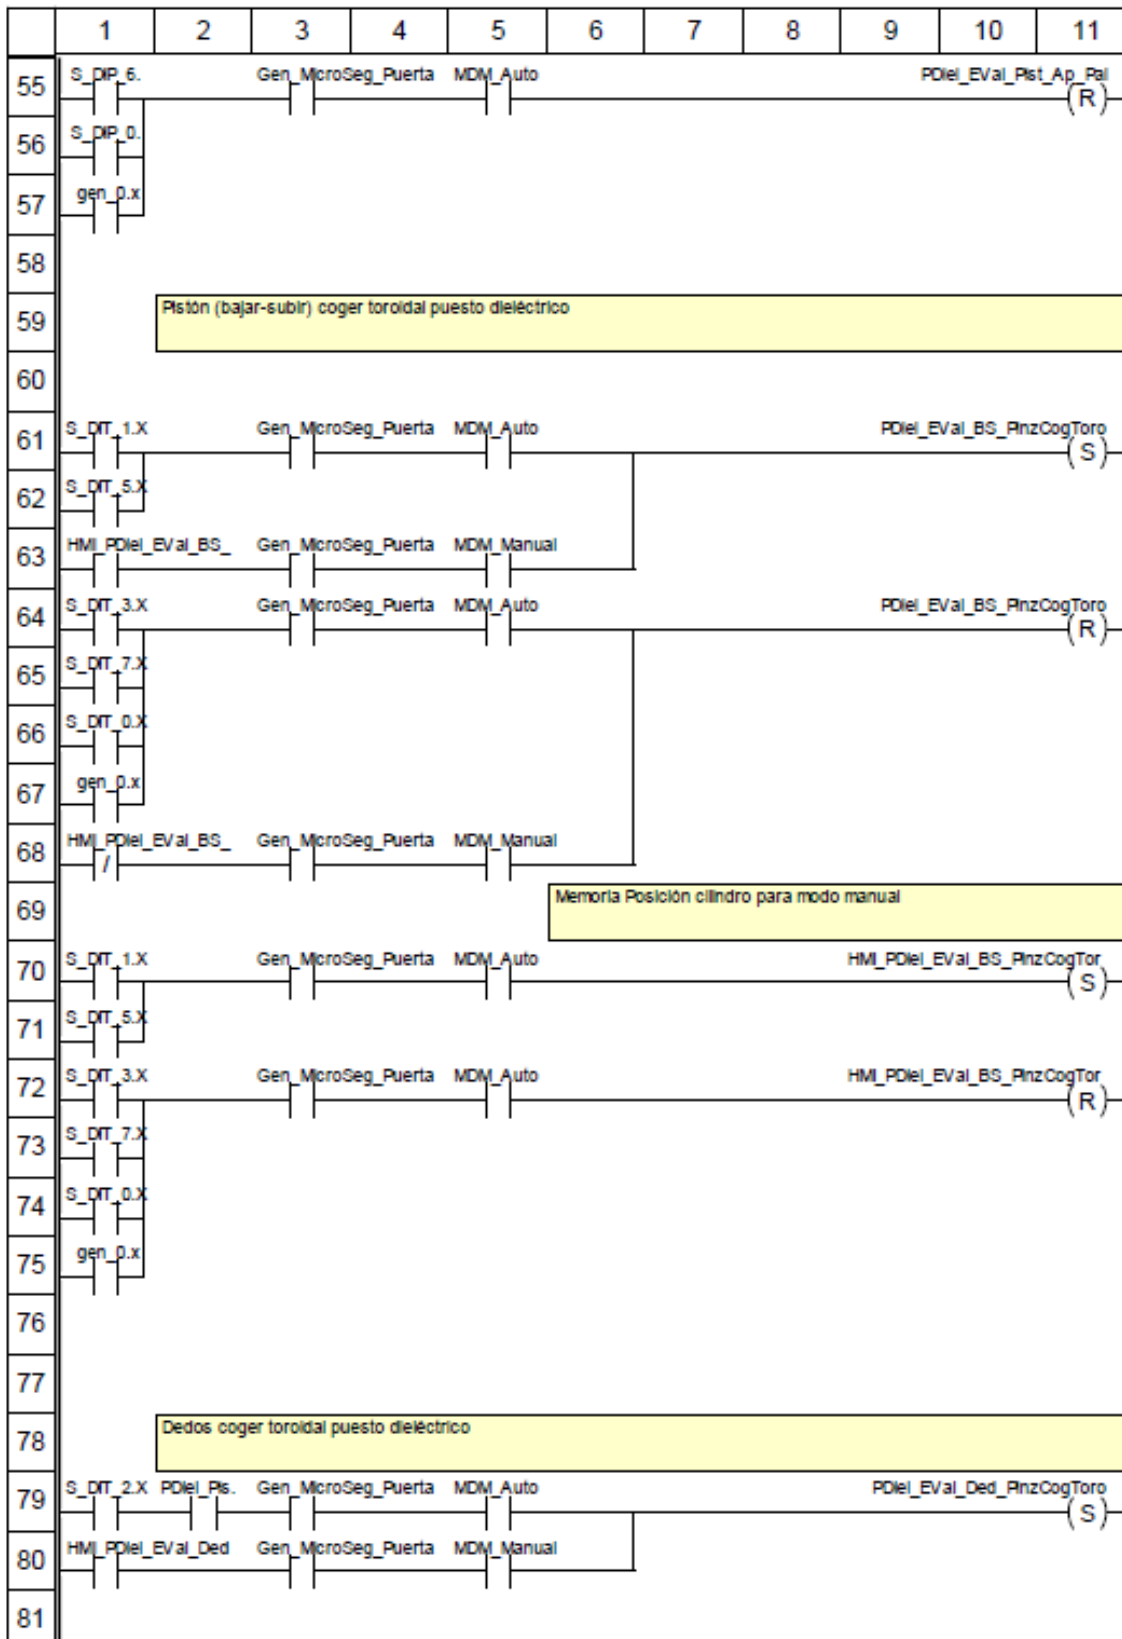 1 2 3 4 5 6 7 8 9 10 11
55 S_DIP_6. Gen_MicroSeg_Puerta MDM_Auto PDiel_EVal_Pist_Ap_Pal (R)
56 S_DIP_0.
57 gen_0.x
58
59 Pistón (bajar-subir) coger toroidal puesto dieléctrico
60
61 S_DIT_1.X Gen_MicroSeg_Puerta MDM_Auto PDiel_EVal_BS_PinzCogToro (S)
62 S_DIT_5.X
63 HMI_PDiel_EVal_BS_ Gen_MicroSeg_Puerta MDM_Manual
64 S_DIT_3.X Gen_MicroSeg_Puerta MDM_Auto PDiel_EVal_BS_PinzCogToro (R)
65 S_DIT_7.X
66 S_DIT_0.X
67 gen_0.x
68 HMI_PDiel_EVal_BS_ Gen_MicroSeg_Puerta MDM_Manual /
69 Memoria Posición cilindro para modo manual
70 S_DIT_1.X Gen_MicroSeg_Puerta MDM_Auto HMI_PDiel_EVal_BS_PinzCogTor_ (S)
71 S_DIT_5.X
72 S_DIT_3.X Gen_MicroSeg_Puerta MDM_Auto HMI_PDiel_EVal_BS_PinzCogTor_ (R)
73 S_DIT_7.X
74 S_DIT_0.X
75 gen_0.x
76
77
78 Dedos coger toroidal puesto dieléctrico
79 S_DIT_2.X PDiel_Pis. Gen_MicroSeg_Puerta MDM_Auto PDiel_EVal_Ded_PinzCogToro (S)
80 HMI_PDiel_EVal_Ded Gen_MicroSeg_Puerta MDM_Manual
81